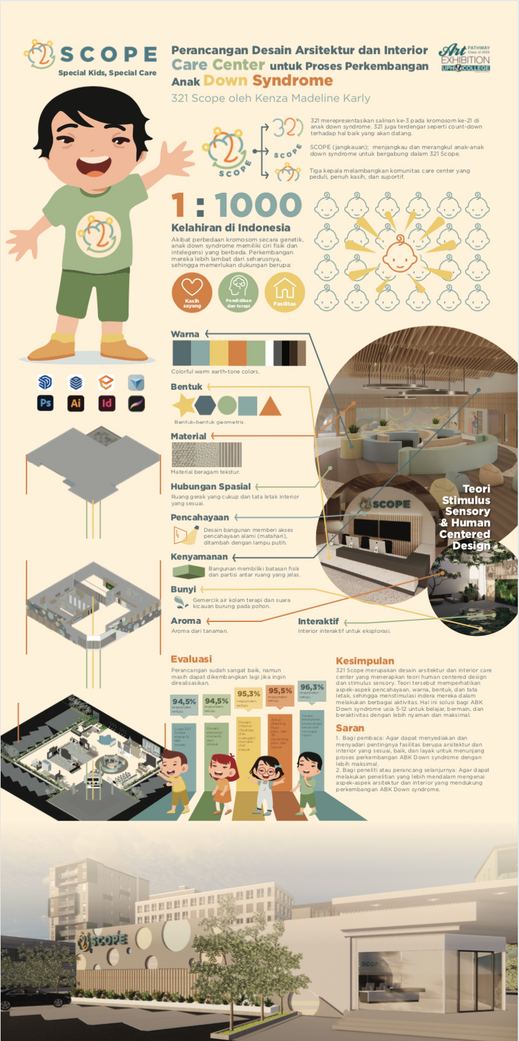 321 SCOPE
Special Kids, Special Care
Perancangan Desain Arsitektur dan Interior
Care Center untuk Proses Perkembangan
Anak Down Syndrome
321 Scope oleh Kenza Madeline Karly
Art PATHWAY
EXHIBITION
UPH COLLEGE
321
SCOPE
321 merepresentasikan salinan ke-3 pada kromosom ke-21 di
anak down syndrome, 321 juga terdengar seperti count-down
terhadap hal baik yang akan datang.
SCOPE (jangkauan); menjangkau dan merangkul anak-anak
down syndrome untuk bergabung dalam 321 Scope.
Tiga kepala melambangkan komunitas care center yang
peduli, penuh kasih, dan suportif.
1 : 1000
Kelahiran di Indonesia
Akibat perbedaan kromosom secara genetik,
anak down syndrome memiliki ciri fisik dan
intelegensi yang berbeda. Perkembangan
mereka lebih lambat dari seharusnya,
sehingga memerlukan dukungan berupa:
Kasih
sayang
Pendidikan
dan terapi
Fasilitas
Ps Ai Id
Warna
Colorful warm earth-tone colors.
Bentuk
Bentuk-bentuk geometris.
Material
Material beragam tekstur.
Hubungan Spasial
Ruang gerak yang cukup dan tata letak interior
yang sesuai.
Pencahayaan
Desain bangunan memberi akses
pencahayaan alami (matahari),
ditambah dengan lampu putih.
Kenyamanan
Bangunan memiliki batasan fisik
dan partisi antar ruang yang jelas.
Bunyi
Gemercik air kolam terapi dan suara
kicauan burung pada pohon.
Aroma
Aroma dari tanaman.
Interaktif
Interior interaktif untuk eksplorasi.
SCOPE
Teori
Stimulus
Sensory
& Human
Centered
Design
Evaluasi
Perancangan sudah sangat baik, namun
masih dapat dikembangkan lagi jika ingin
direalisasikan.
94,5%
94,5%
95,3%
95,5%
96,3%
Kesimpulan
321 Scope merupakan desain arsitektur dan interior care
center yang menerapkan teori human centered design
dan stimulus sensory. Teori tersebut memperhatikan
aspek-aspek pencahayaan, warna, bentuk, dan tata
letak, sehingga menstimulasi indera mereka dalam
melakukan berbagai aktivitas. Hal ini solusi bagi ABK
Down syndrome usia 5-12 untuk belajar, bermain, dan
beraktivitas dengan lebih nyaman dan maksimal.
Saran
1. Bagi pembaca: Agar dapat menyediakan dan
menyadari pentingnya fasilitas berupa arsitektur dan
interior yang sesuai, baik, dan layak untuk menunjang
proses perkembangan ABK Down syndrome dengan
lebih maksimal.
2. Bagi peneliti atau perancang selanjutnya: Agar dapat
melakukan penelitian yang lebih mendalam mengenai
aspek-aspek arsitektur dan interior yang mendukung
perkembangan ABK Down syndrome.
SCOPE